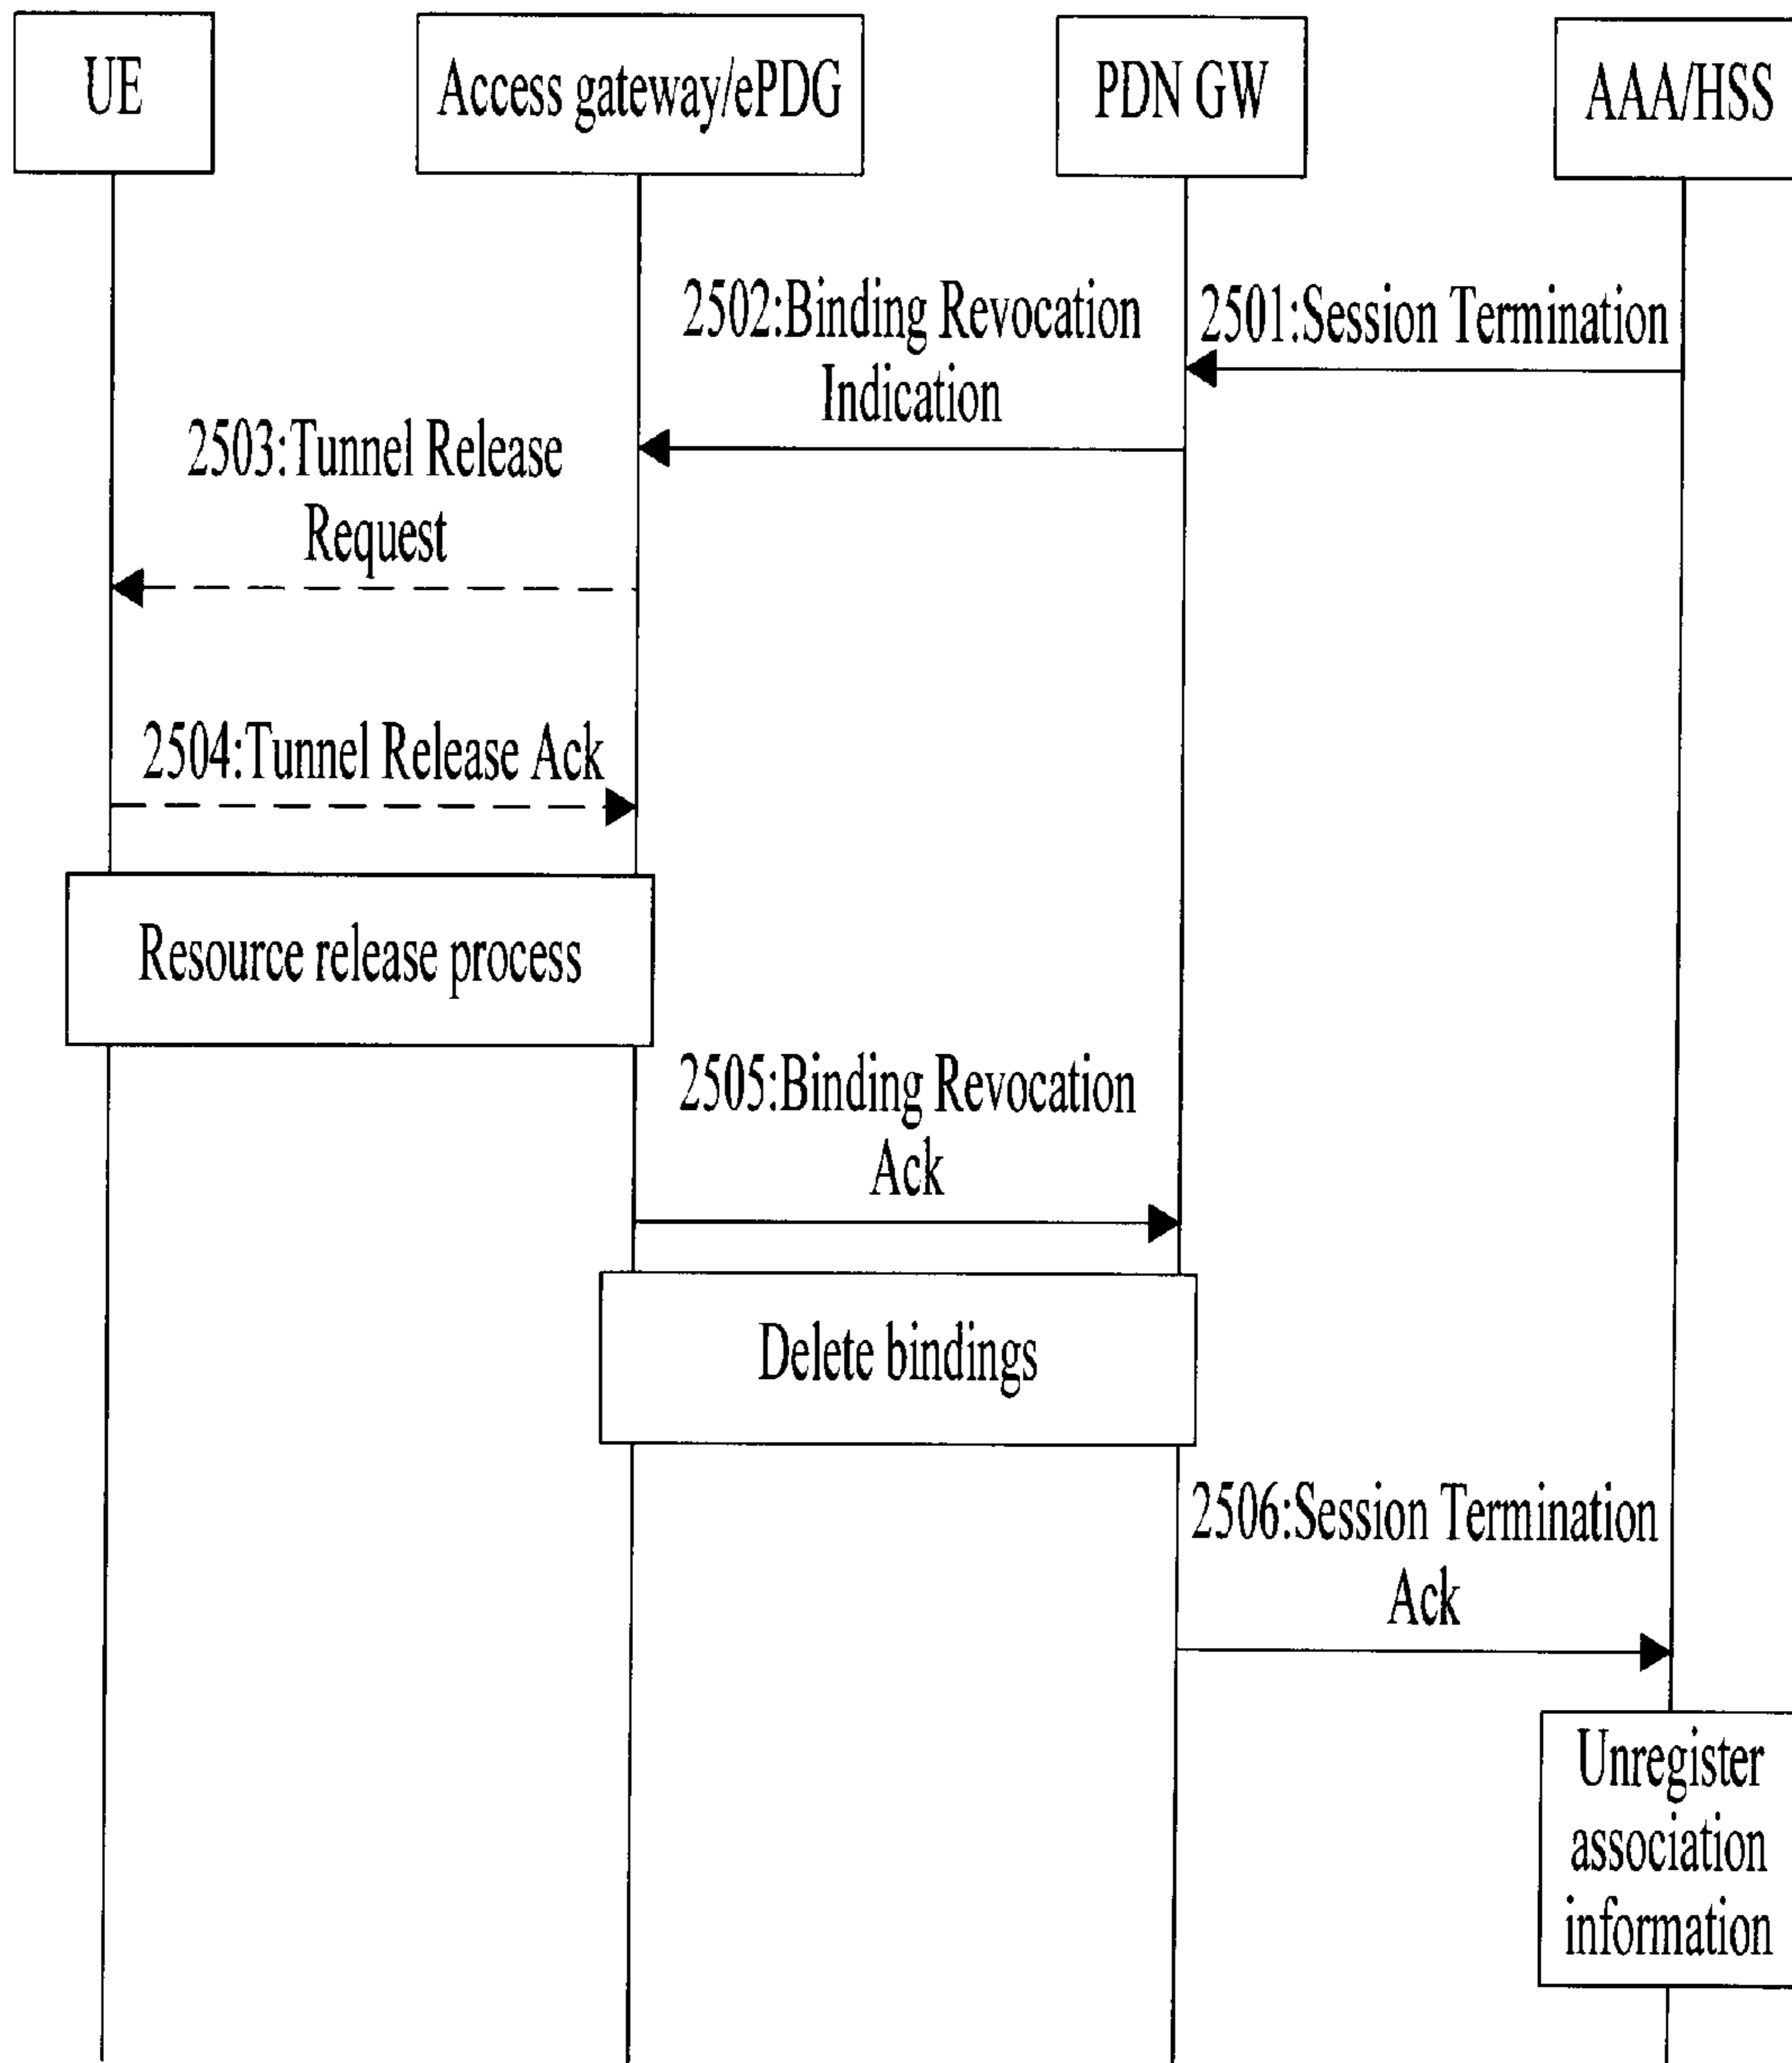 UE
Access gateway/ePDG
PDN GW
AAA/HSS
2501:Session Termination
2502:Binding Revocation
Indication
2503:Tunnel Release
Request
2504:Tunnel Release Ack
Resource release process
2505:Binding Revocation
Ack
Delete bindings
2506:Session Termination
Ack
Unregister
association
information